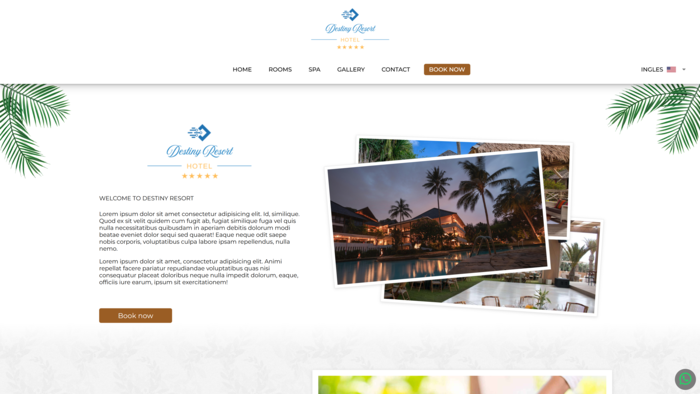 Destiny Resort
HOTEL
HOME ROOMS SPA GALLERY CONTACT BOOK NOW INGLES
Destiny Resort
HOTEL
WELCOME TO DESTINY RESORT
Lorem ipsum dolor sit amet consectetur adipisicing elit. Id, similique.
Quod ex sit velit quidem cum fugit ab, fugiat similique fuga vel quis
nulla necessitatibus quibusdam in aperiam debitis dolorum modi
beatae eveniet dolor sequi sed quaerat! Eaque neque odit saepe
nobis corporis, voluptatibus culpa labore ipsam repellendus, nulla
nemo.
Lorem ipsum dolor sit amet, consectetur adipisicing elit. Animi
repellat facere pariatur repudiandae voluptatibus quas nisi
consequatur placeat doloribus neque nulla impedit dolorum, eaque,
officiis iure earum, ipsum sit exercitationem!
Book now